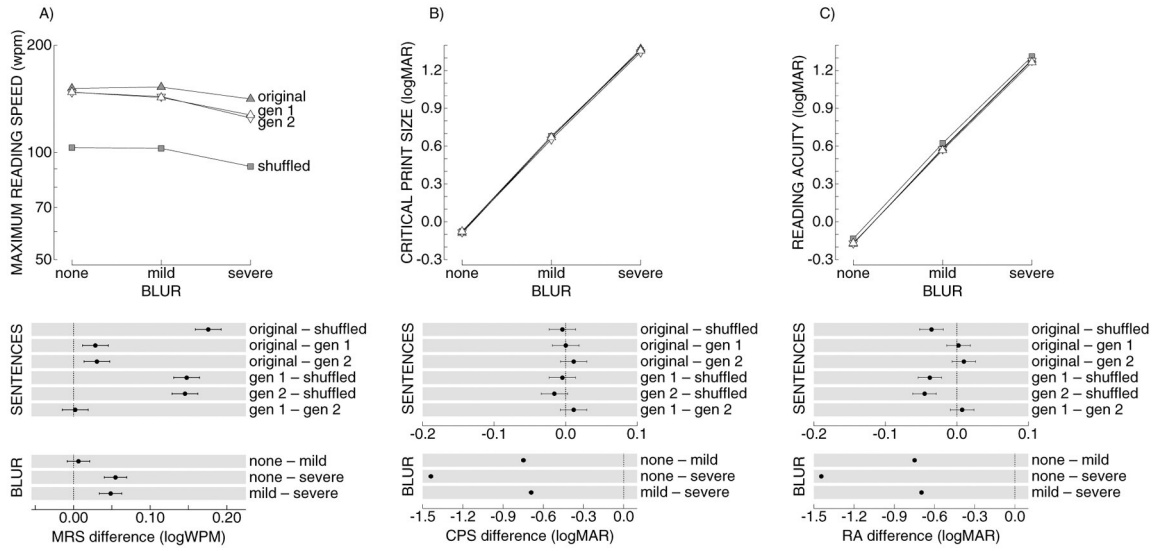 A)
MAXIMUM READING SPEED (wpm)
200
100
70
50
original
gen 1
gen 2
shuffled
none mild severe
BLUR
B)
CRITICAL PRINT SIZE (logMAR)
1.2
0.9
0.6
0.3
0.0
-0.3
none mild severe
BLUR
C)
READING ACUITY (logMAR)
1.2
0.9
0.6
0.3
0.0
-0.3
none mild severe
BLUR
SENTENCES
original – shuffled
original – gen 1
original – gen 2
gen 1 – shuffled
gen 2 – shuffled
gen 1 – gen 2
BLUR
none – mild
none – severe
mild – severe
0.00 0.10 0.20
MRS difference (logWPM)
SENTENCES
original – shuffled
original – gen 1
original – gen 2
gen 1 – shuffled
gen 2 – shuffled
gen 1 – gen 2
-0.2 -0.1 0.0 0.1
BLUR
none – mild
none – severe
mild – severe
-1.5 -1.2 -0.9 -0.6 -0.3 0.0
CPS difference (logMAR)
SENTENCES
original – shuffled
original – gen 1
original – gen 2
gen 1 – shuffled
gen 2 – shuffled
gen 1 – gen 2
-0.2 -0.1 0.0 0.1
BLUR
none – mild
none – severe
mild – severe
-1.5 -1.2 -0.9 -0.6 -0.3 0.0
RA difference (logMAR)